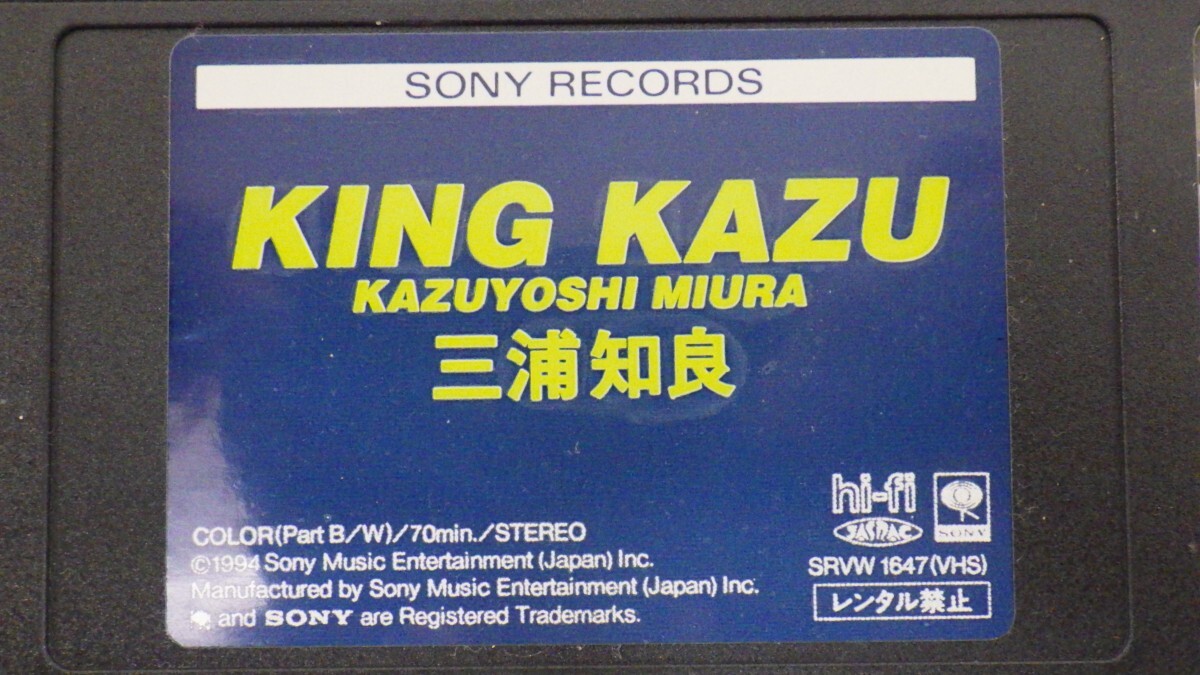 SONY RECORDS
KING KAZU
KAZUYOSHI MIURA
三浦知良
hi-fi
JASRAC
SONY
COLOR(Part B/W)/70min./STEREO
©1994 Sony Music Entertainment (Japan) Inc.
Manufactured by Sony Music Entertainment (Japan) Inc.
and SONY are Registered Trademarks.
SRVW 1647(VHS)
レンタル禁止